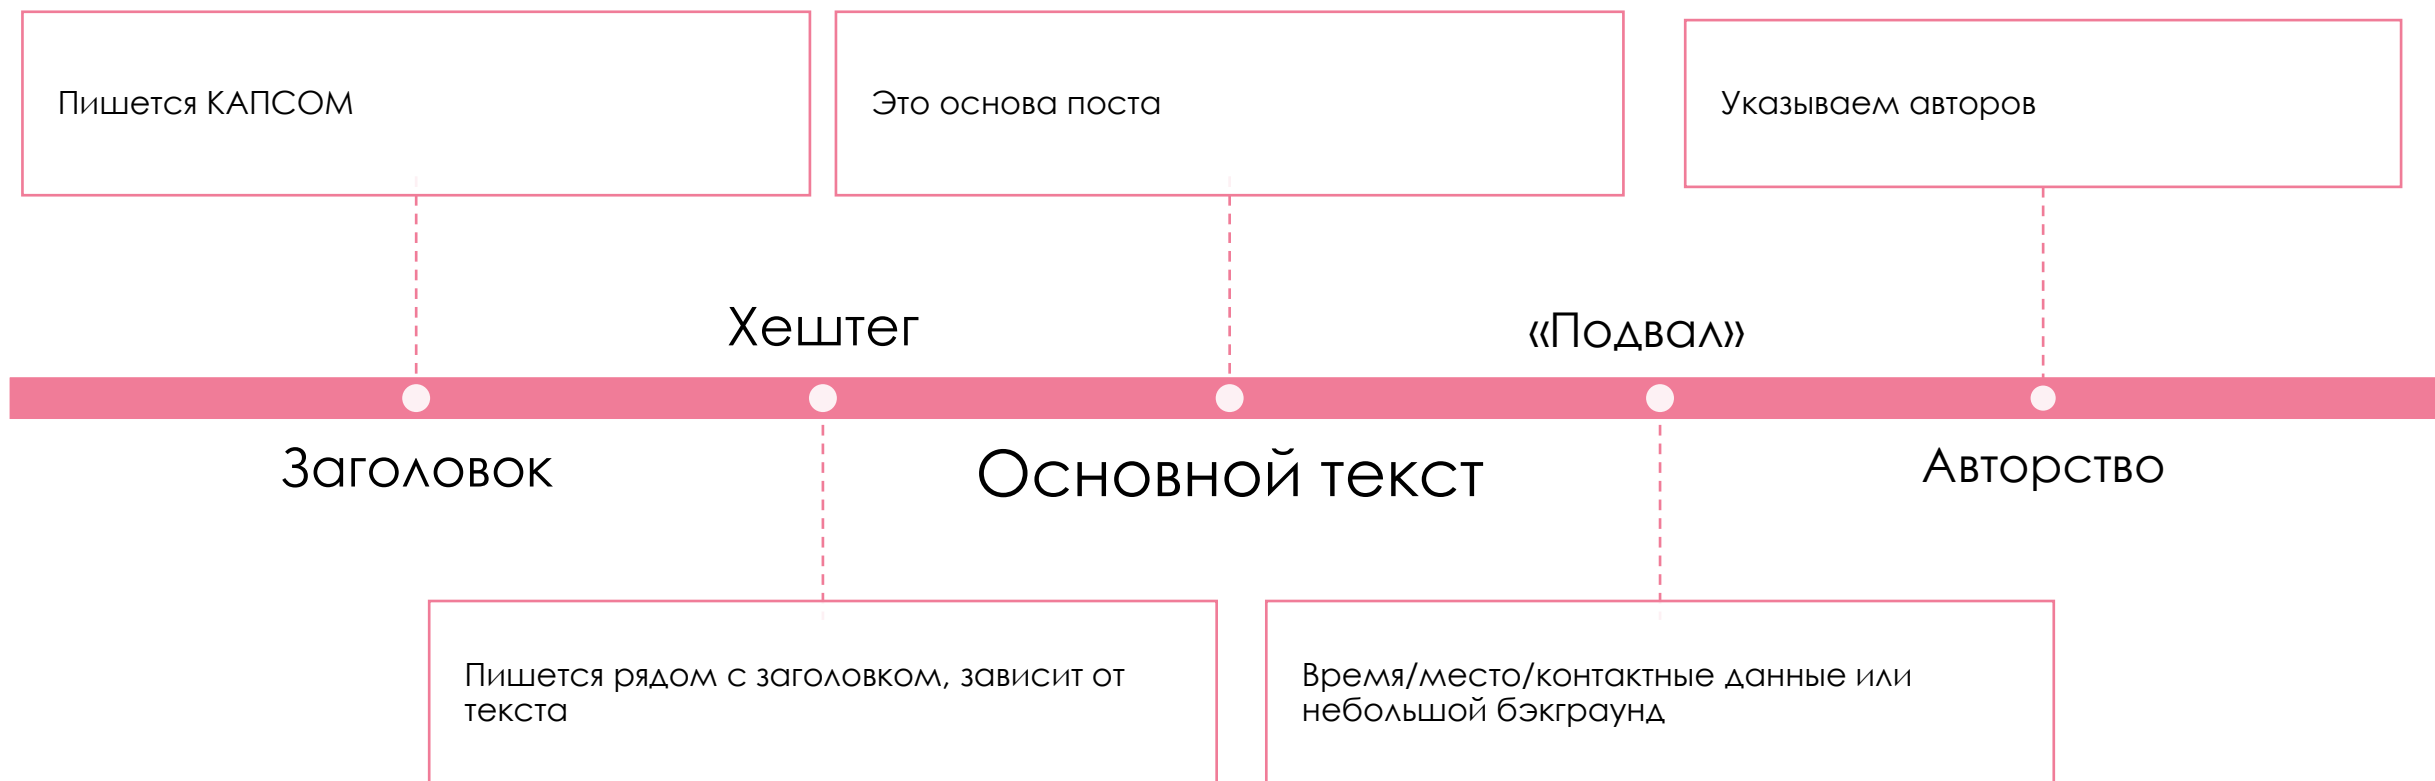 Пишется КАПСОМ
Это основа поста
Указываем авторов
Хештег
«Подвал»
Заголовок
Основной текст
Авторство
Пишется рядом с заголовком, зависит от
текста
Время/место/контактные данные или
небольшой бэкграунд